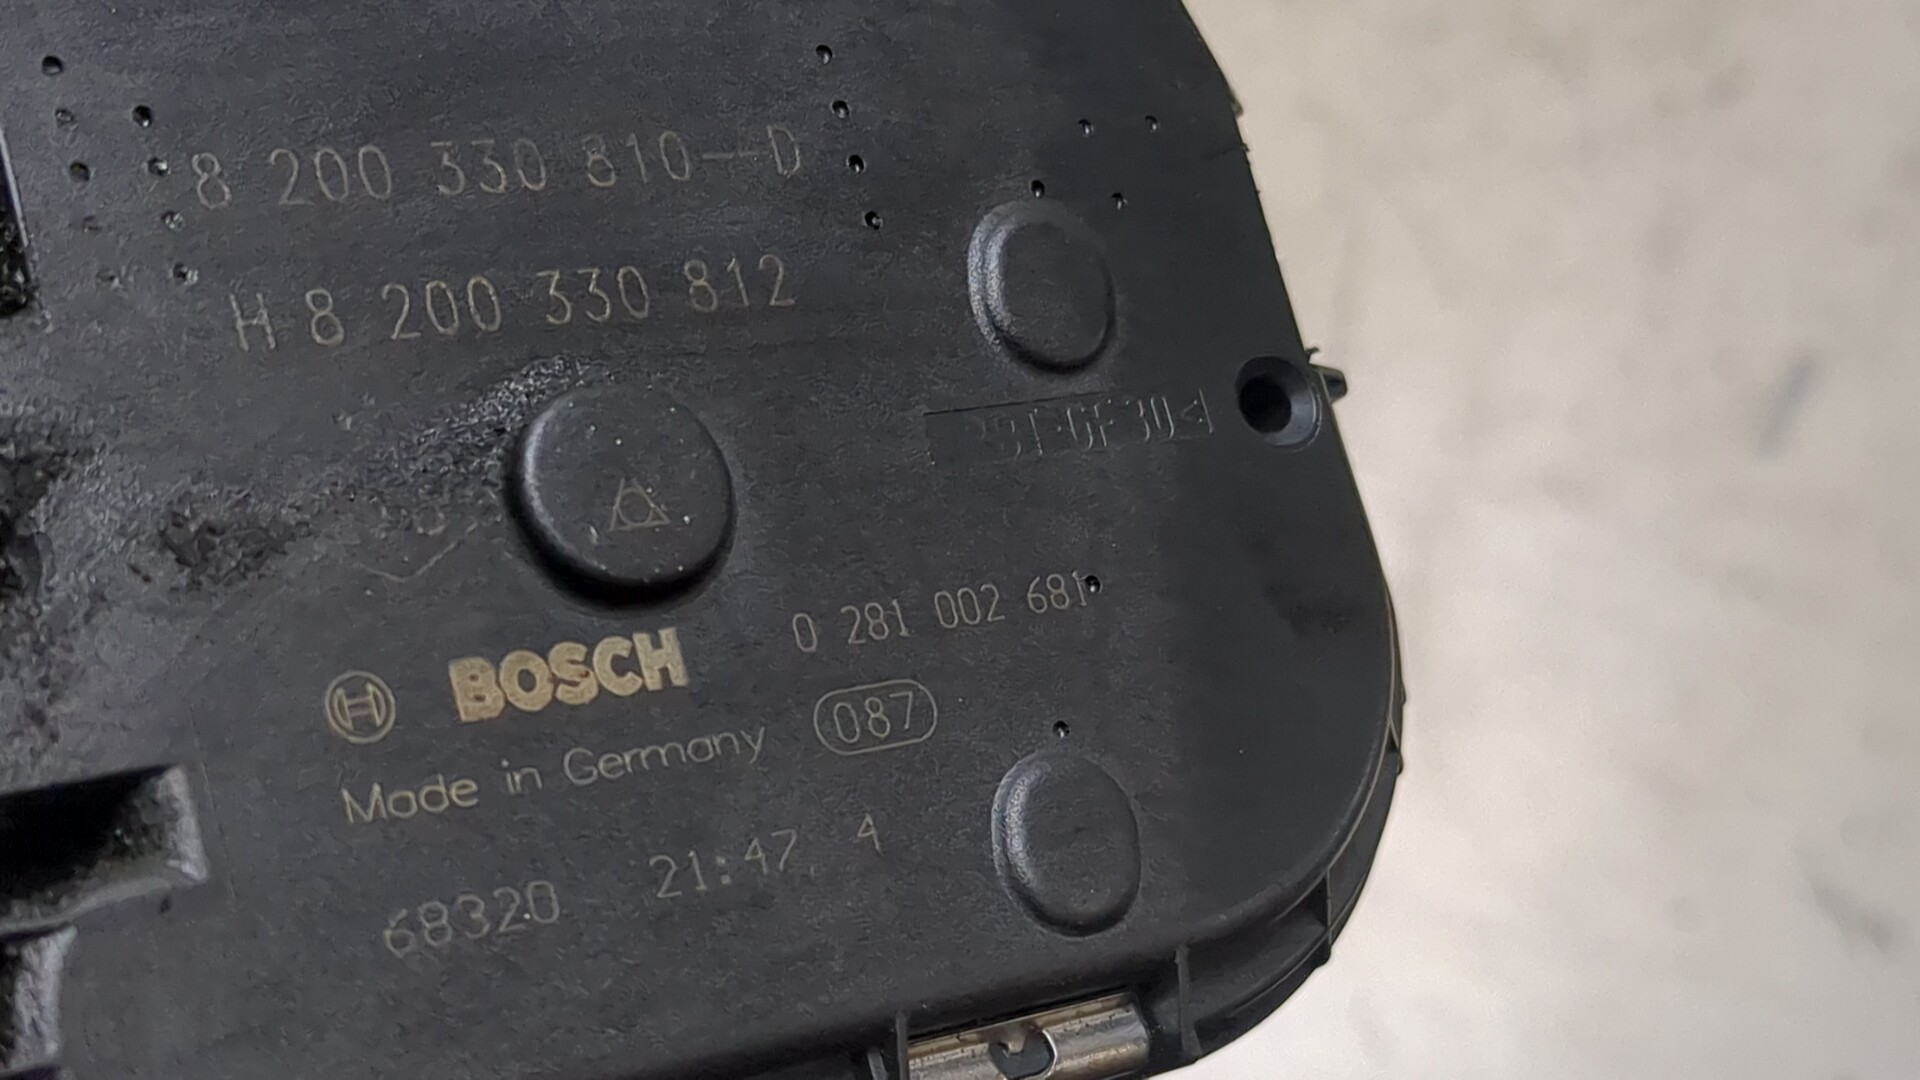 8 200 330 810--D
H 8 200 330 812
GF30<
BOSCH 0 281 002 681
Made in Germany 087
68320 21:47 4